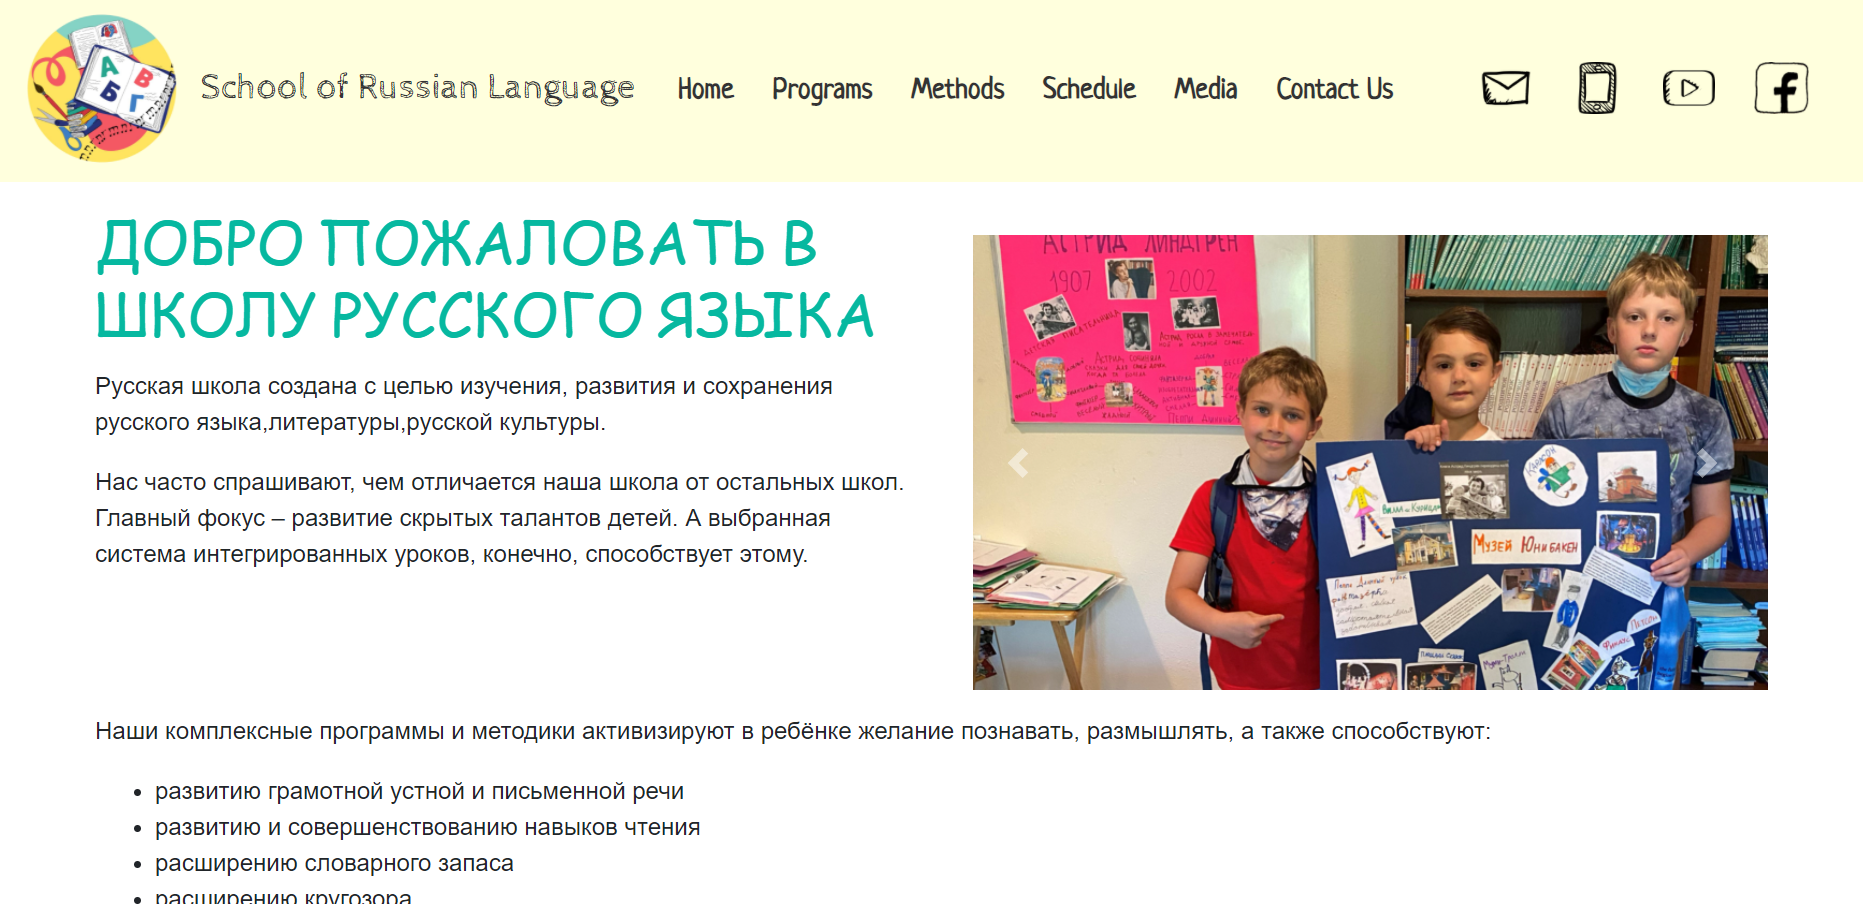 А
Б
В
Г
School of Russian Language
Home
Programs
Methods
Schedule
Media
Contact Us
ДОБРО ПОЖАЛОВАТЬ В
ШКОЛУ РУССКОГО ЯЗЫКА
Русская школа создана с целью изучения, развития и сохранения
русского языка,литературы,русской культуры.
Нас часто спрашивают, чем отличается наша школа от остальных школ.
Главный фокус – развитие скрытых талантов детей. А выбранная
система интегрированных уроков, конечно, способствует этому.
АСТРИД ЛИНДГРЕН
1907 2002
ДЕТСКАЯ ПИСАТЕЛЬНИЦА
КАРЛСОН
МУЗЕЙ ЮНИБАКЕН
Наши комплексные программы и методики активизируют в ребёнке желание познавать, размышлять, а также способствуют:
развитию грамотной устной и письменной речи
развитию и совершенствованию навыков чтения
расширению словарного запаса
расширению кругозора